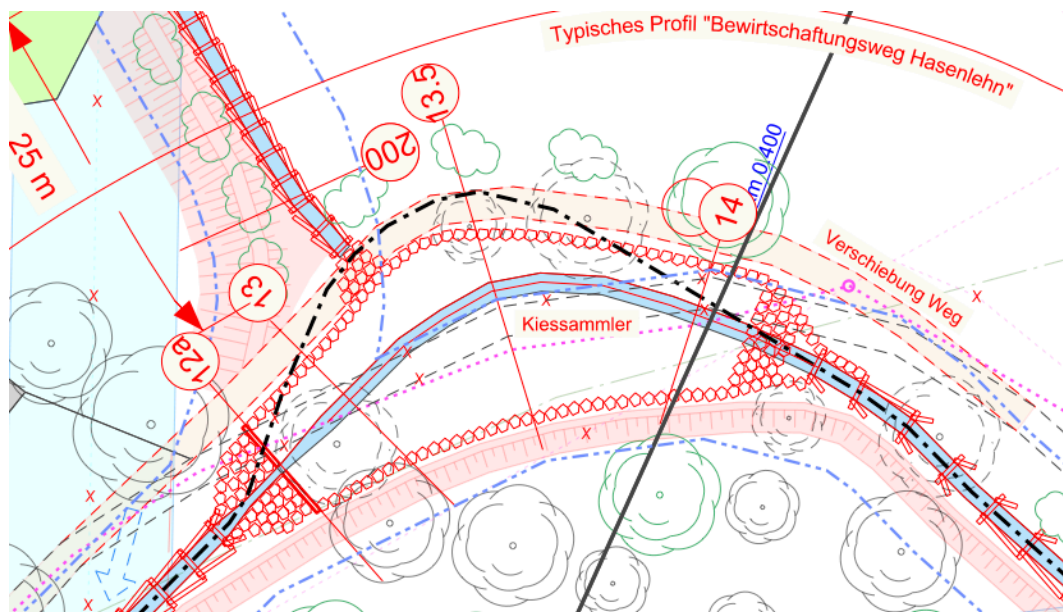 Typisches Profil "Bewirtschaftungsweg Hasenlehn"
13.5
25 m
200
m 0.400
14
Verschiebung Weg
13
Kiessammler
12a